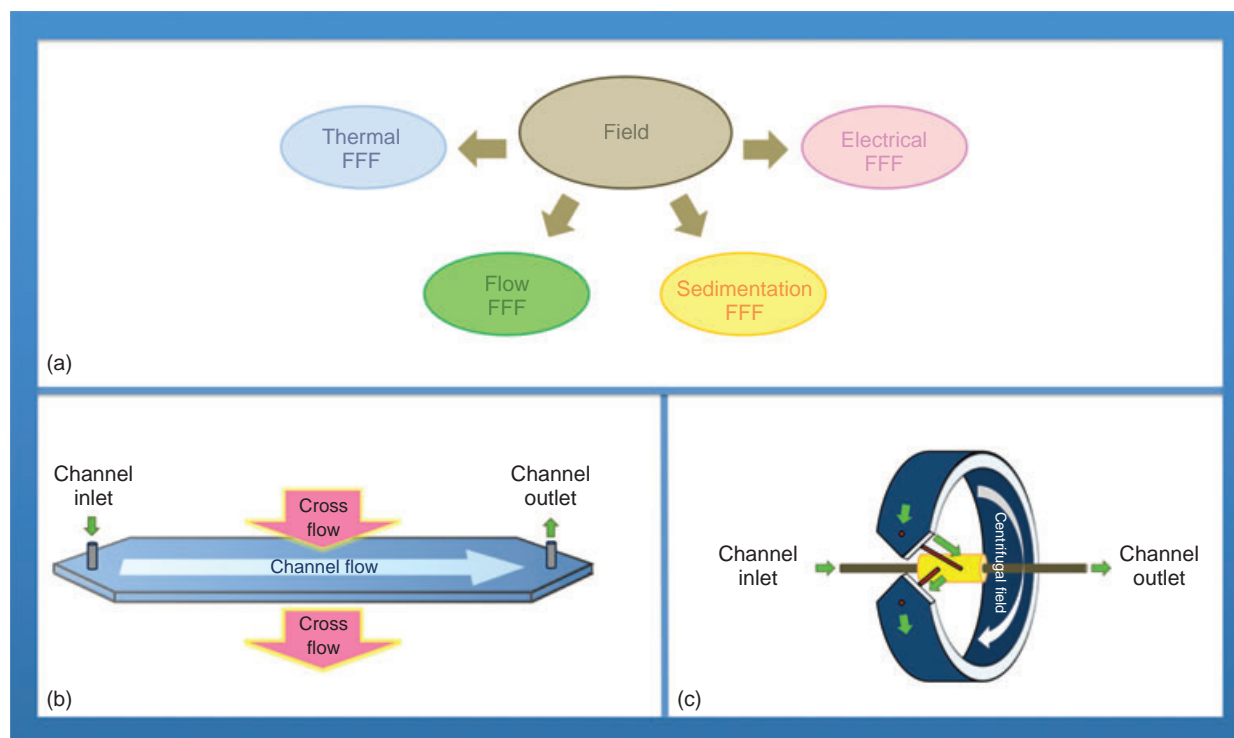 Field
Thermal
FFF
Electrical
FFF
Flow
FFF
Sedimentation
FFF
(a)
Channel
inlet
Cross
flow
Channel
outlet
Channel flow
Cross
flow
(b)
Channel
inlet
Centrifugal field
Channel
outlet
(c)